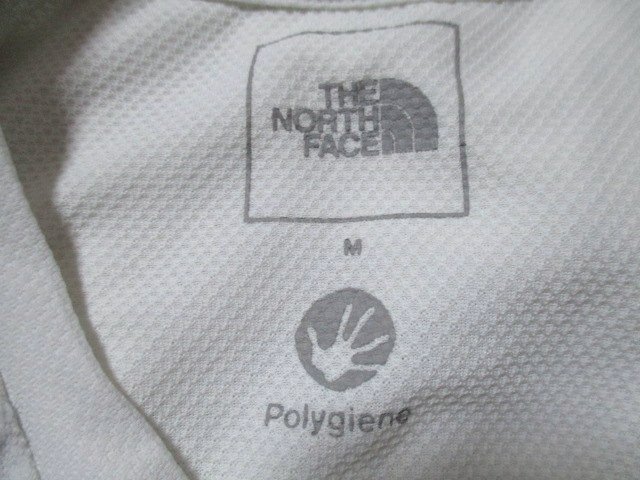 THE
NORTH
FACE
M
Polygiene